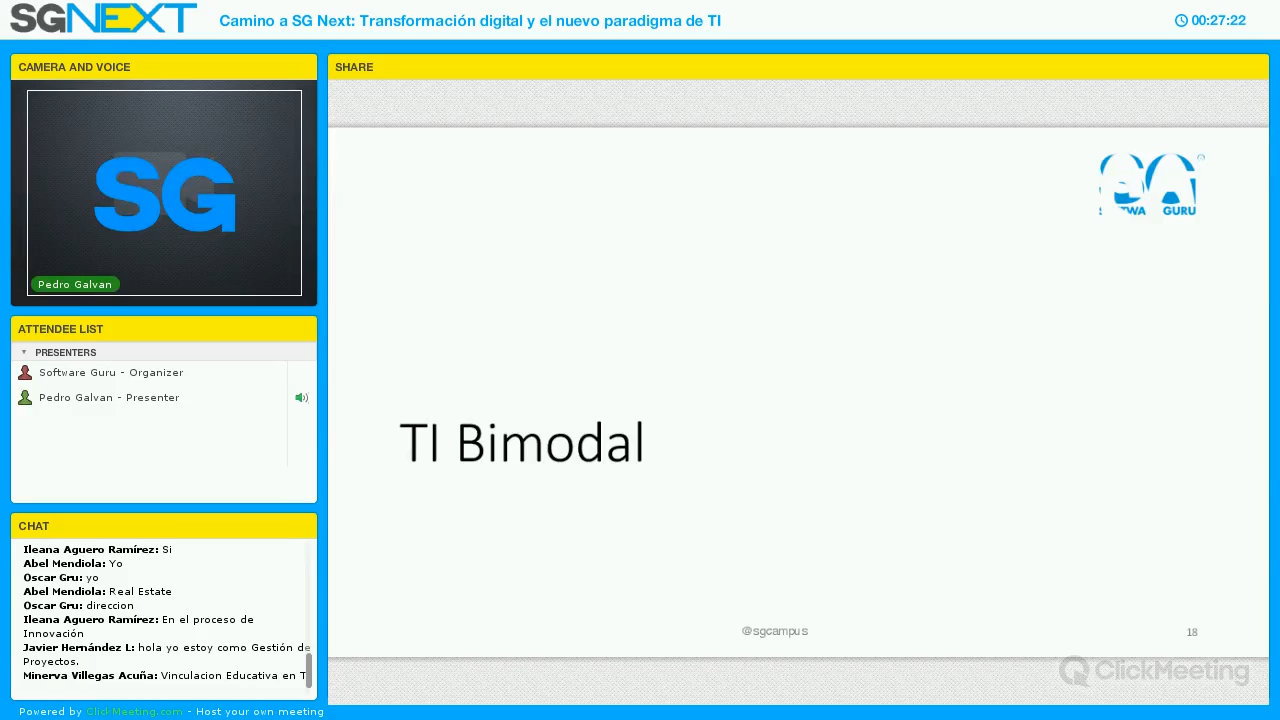 SGNEXT
Camino a SG Next: Transformación digital y el nuevo paradigma de TI
00:27:22
CAMERA AND VOICE
SG
Pedro Galvan
ATTENDEE LIST
PRESENTERS
Software Guru - Organizer
Pedro Galvan - Presenter
CHAT
Ileana Aguero Ramírez: Si
Abel Mendiola: Yo
Oscar Gru: yo
Abel Mendiola: Real Estate
Oscar Gru: direccion
Ileana Aguero Ramírez: En el proceso de
Innovación
Javier Hernández L: hola yo estoy como Gestión de
Proyectos.
Minerva Villegas Acuña: Vinculacion Educativa en T
Powered by ClickMeeting.com - Host your own meeting
SHARE
GURU
TI Bimodal
@sgcampus
18
ClickMeeting